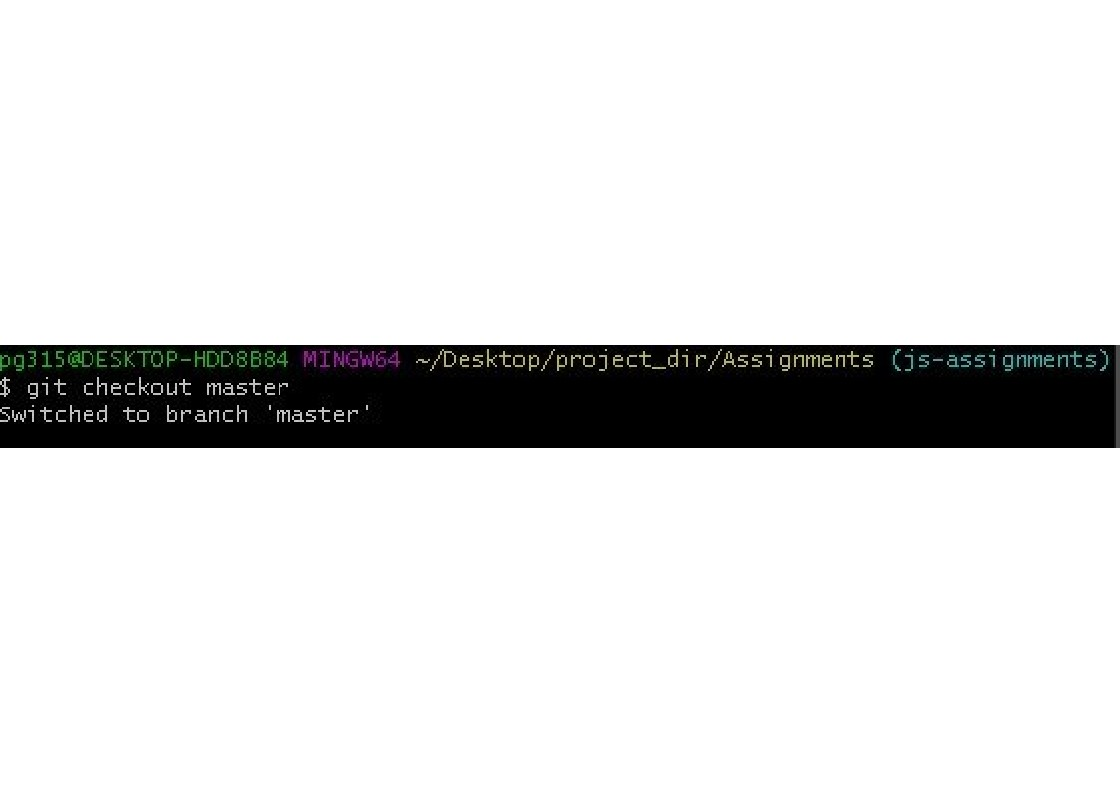 pg315@DESKTOP-HDD8B84 MINGW64 ~/Desktop/project_dir/Assignments (js-assignments)
$ git checkout master
Switched to branch 'master'